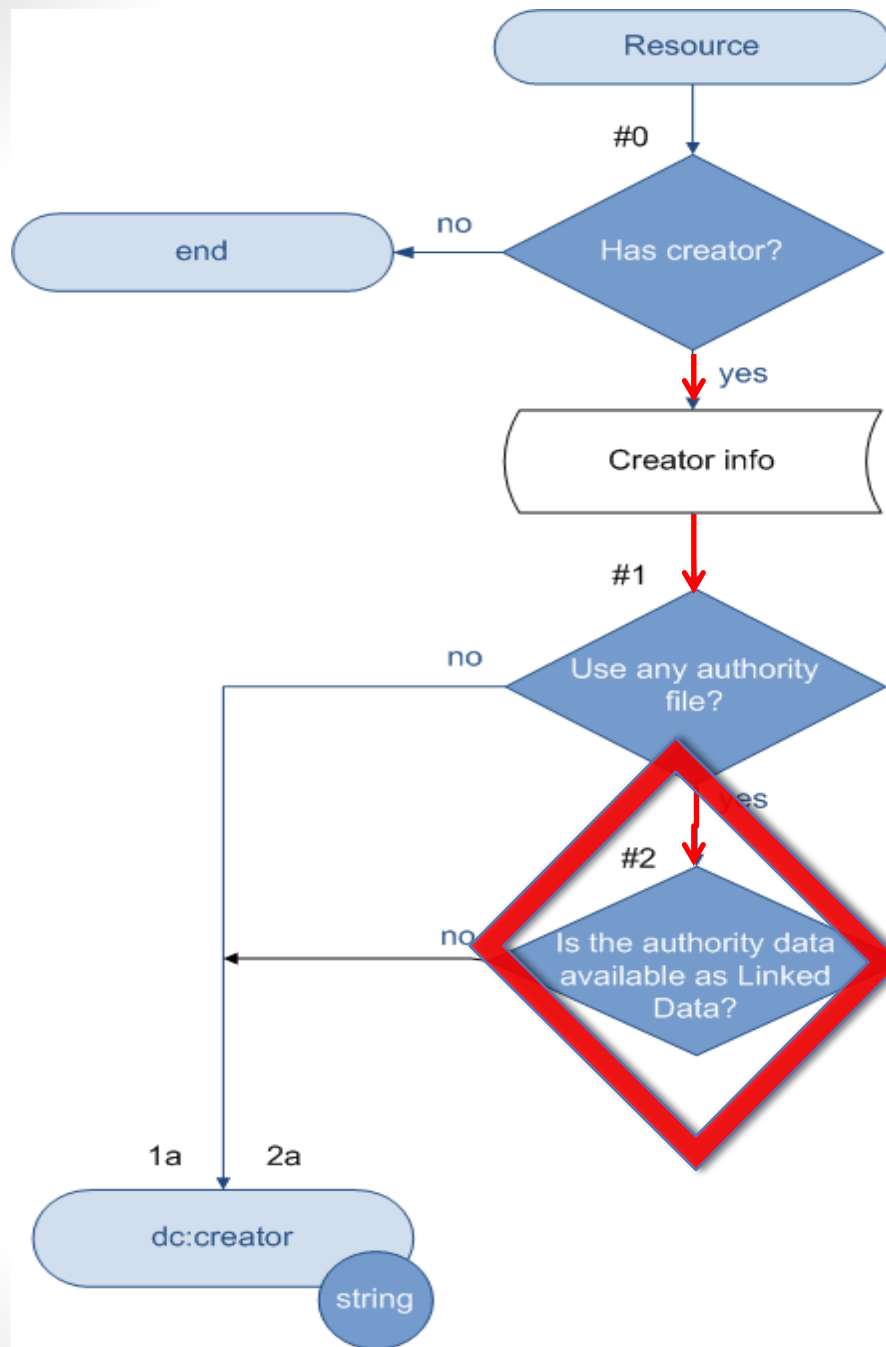 Resource
#0
Has creator?
no
end
yes
Creator info
#1
no
Use any authority
file?
yes
#2
no
Is the authority data
available as Linked
Data?
1a
2a
dc:creator
string